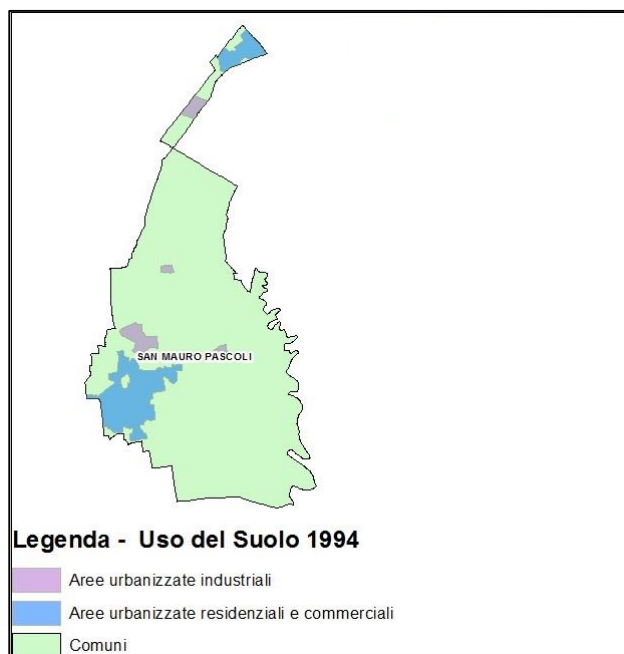 SAN MAURO PASCOLI
Legenda - Uso del Suolo 1994
Aree urbanizzate industriali
Aree urbanizzate residenziali e commerciali
Comuni